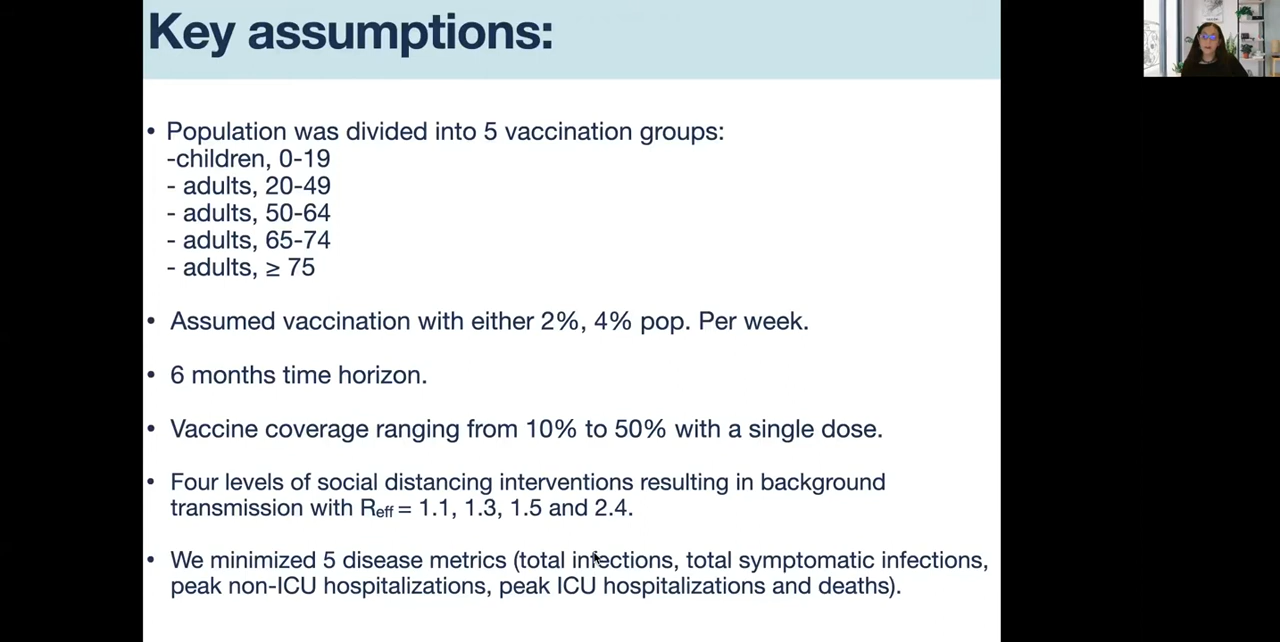 Key assumptions:
• Population was divided into 5 vaccination groups:
-children, 0-19
- adults, 20-49
- adults, 50-64
- adults, 65-74
- adults, ≥ 75
• Assumed vaccination with either 2%, 4% pop. Per week.
• 6 months time horizon.
• Vaccine coverage ranging from 10% to 50% with a single dose.
• Four levels of social distancing interventions resulting in background
transmission with Reff = 1.1, 1.3, 1.5 and 2.4.
• We minimized 5 disease metrics (total infections, total symptomatic infections,
peak non-ICU hospitalizations, peak ICU hospitalizations and deaths).